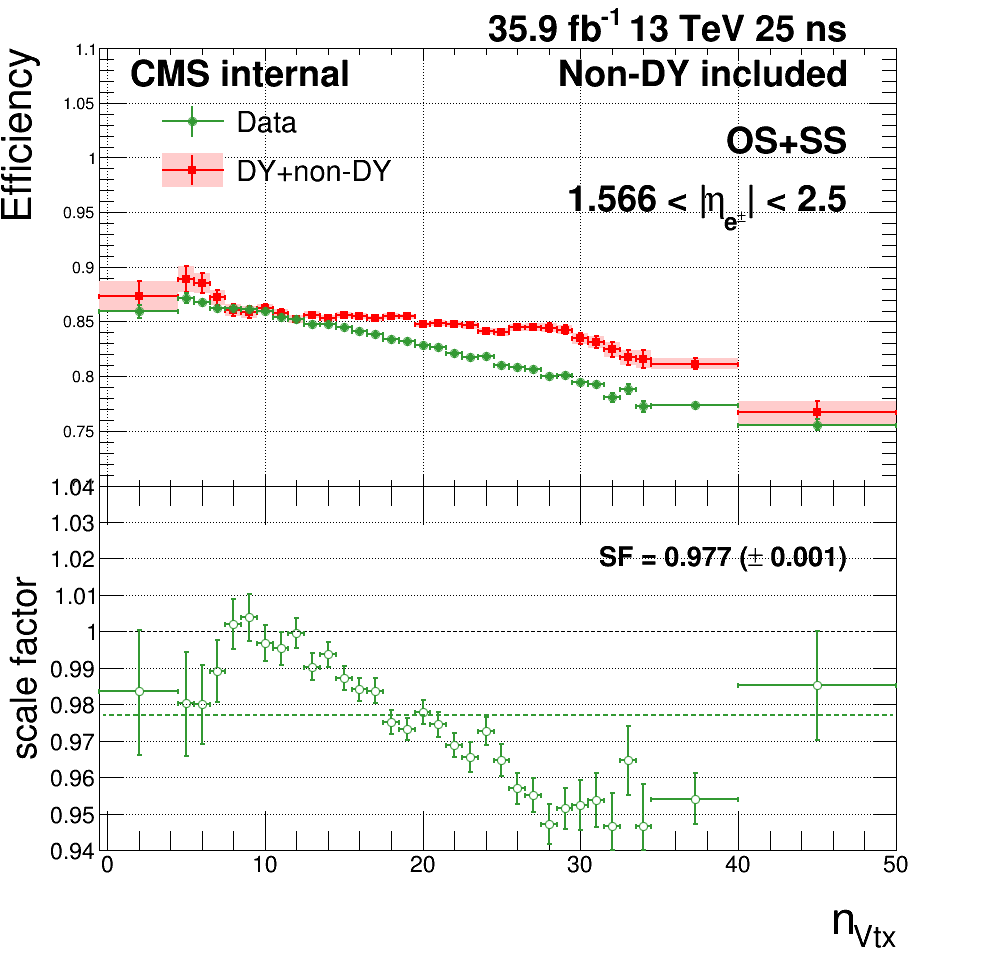 35.9 fb-1 13 TeV 25 ns
Efficiency
CMS internal
Non-DY included
Data
OS+SS
DY+non-DY
1.566 < |ηe±| < 2.5
1.1
1.05
1
0.95
0.9
0.85
0.8
0.75
scale factor
SF = 0.977 (± 0.001)
1.04
1.03
1.02
1.01
1
0.99
0.98
0.97
0.96
0.95
0.94
0 10 20 30 40 50
nVtx